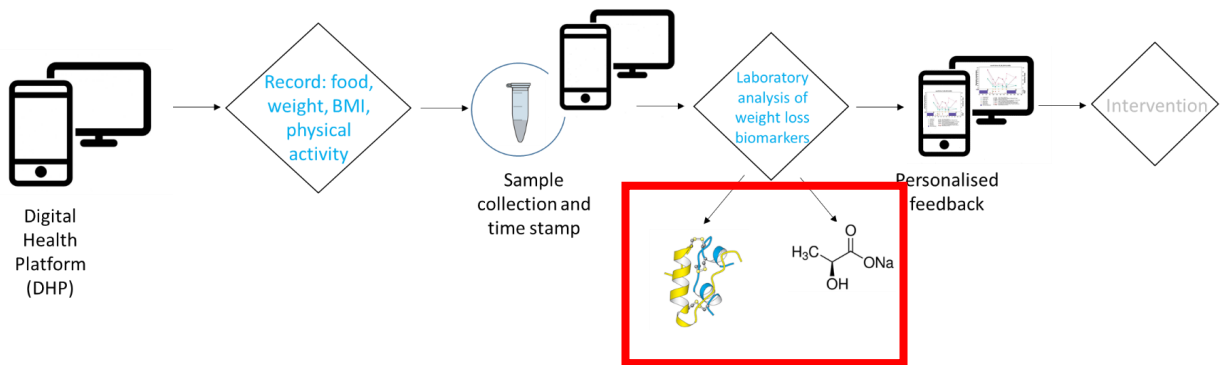 Digital
Health
Platform
(DHP)
Record: food,
weight, BMI,
physical
activity
Sample
collection and
time stamp
Laboratory
analysis of
weight loss
biomarkers
O
H₃C
ONa
OH
Personalised
feedback
Intervention